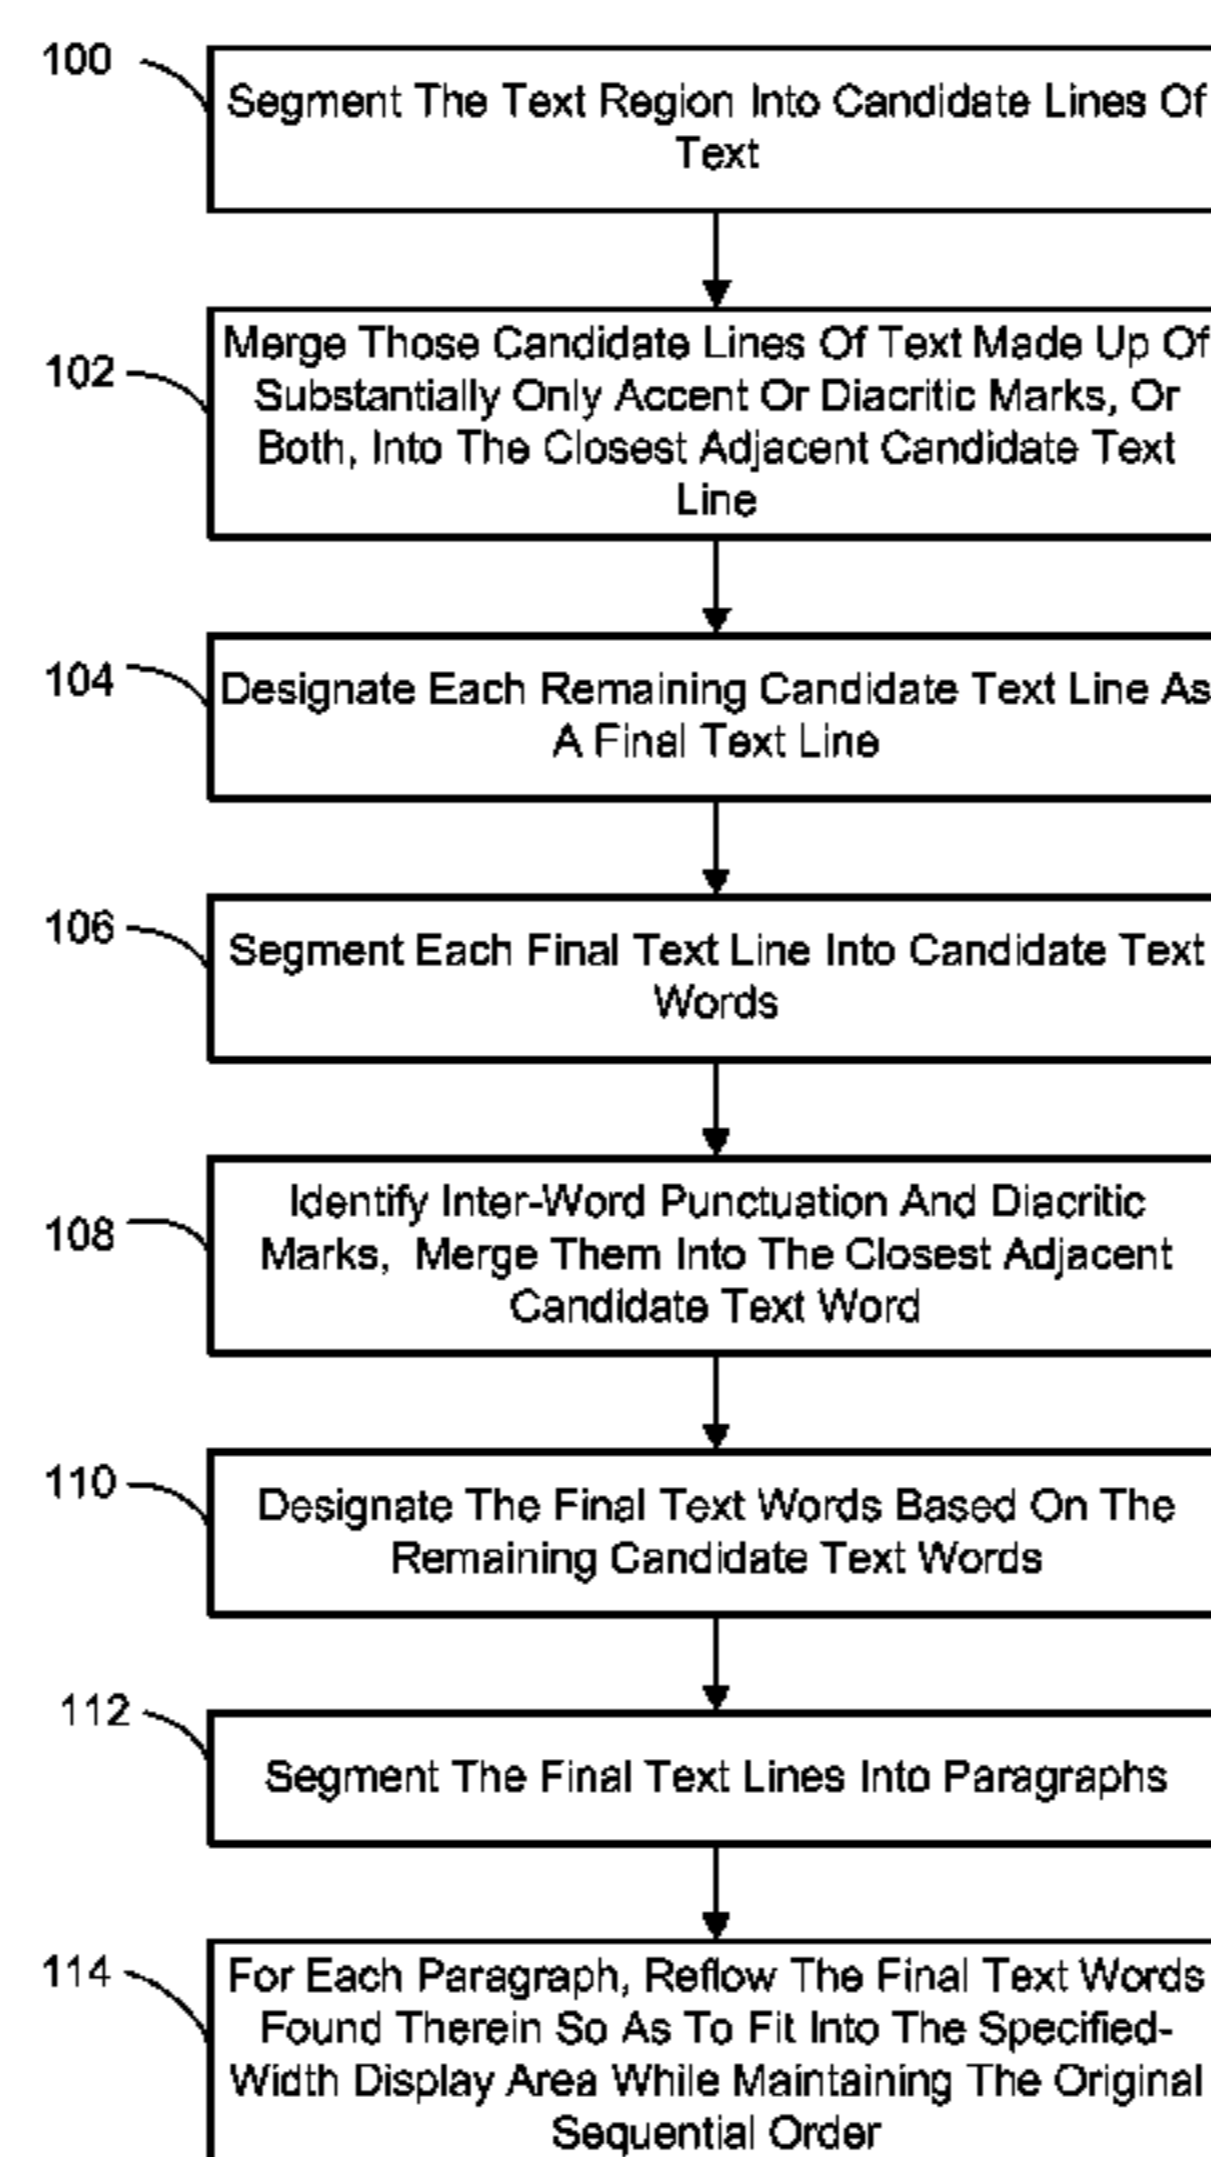 100
Segment The Text Region Into Candidate Lines Of
Text
102
Merge Those Candidate Lines Of Text Made Up Of
Substantially Only Accent Or Diacritic Marks, Or
Both, Into The Closest Adjacent Candidate Text
Line
104
Designate Each Remaining Candidate Text Line As
A Final Text Line
106
Segment Each Final Text Line Into Candidate Text
Words
108
Identify Inter-Word Punctuation And Diacritic
Marks, Merge Them Into The Closest Adjacent
Candidate Text Word
110
Designate The Final Text Words Based On The
Remaining Candidate Text Words
112
Segment The Final Text Lines Into Paragraphs
114
For Each Paragraph, Reflow The Final Text Words
Found Therein So As To Fit Into The Specified-
Width Display Area While Maintaining The Original
Sequential Order